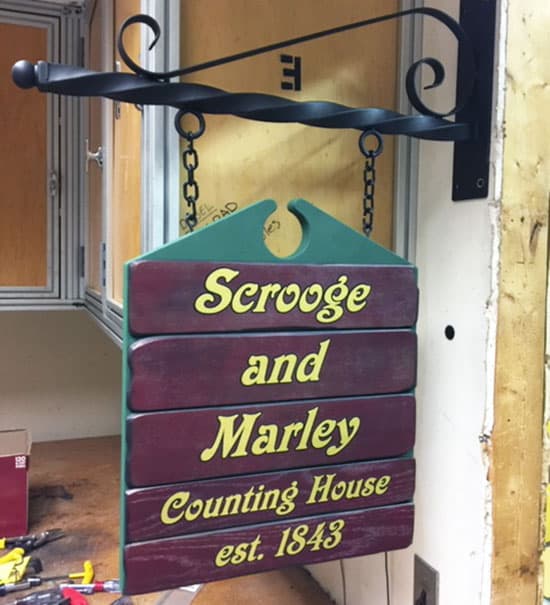 Scrooge
and
Marley
Counting House
est. 1843